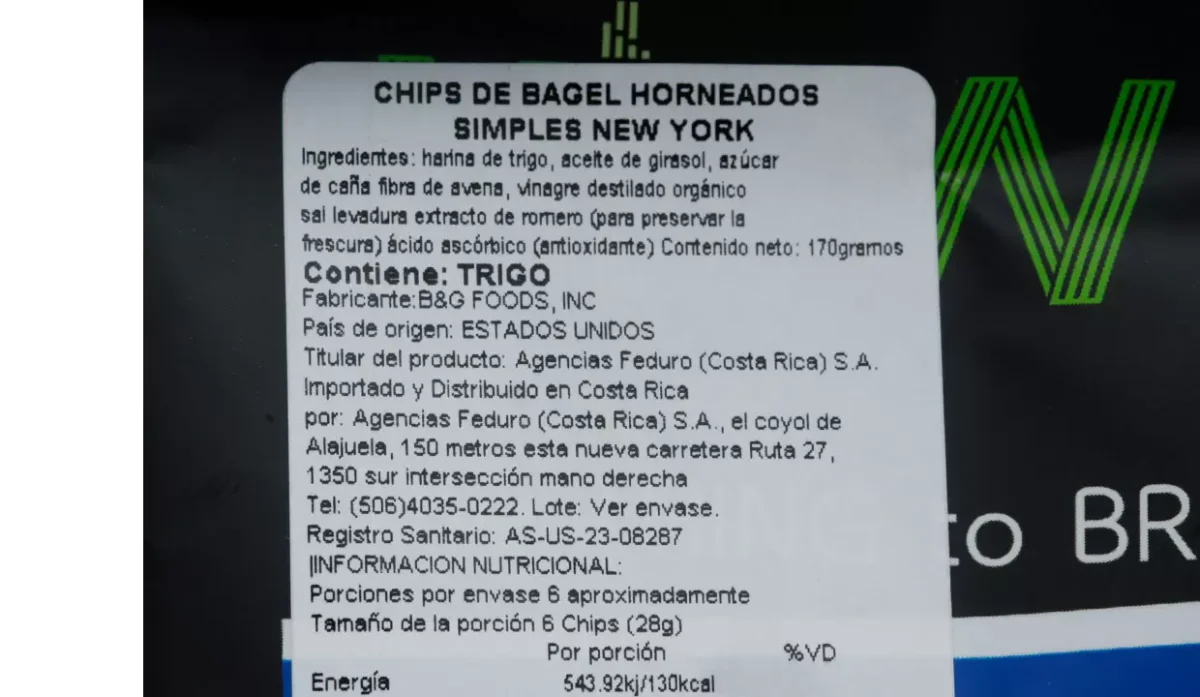 CHIPS DE BAGEL HORNEADOS
SIMPLES NEW YORK
Ingredientes: harina de trigo, aceite de girasol, azúcar
de caña fibra de avena, vinagre destilado orgánico
sal levadura extracto de romero (para preservar la
frescura) ácido ascórbico (antioxidante) Contenido neto: 170gramos
Contiene: TRIGO
Fabricante:B&G FOODS, INC
País de origen: ESTADOS UNIDOS
Titular del producto: Agencias Feduro (Costa Rica) S.A.
Importado y Distribuido en Costa Rica
por: Agencias Feduro (Costa Rica) S.A., el coyol de
Alajuela, 150 metros esta nueva carretera Ruta 27,
1350 sur intersección mano derecha
Tel: (506)4035-0222. Lote: Ver envase.
Registro Sanitario: AS-US-23-08287
|INFORMACION NUTRICIONAL:
Porciones por envase 6 aproximadamente
Tamaño de la porción 6 Chips (28g)
Por porción %VD
Energía 543.92kj/130kcal
to BR